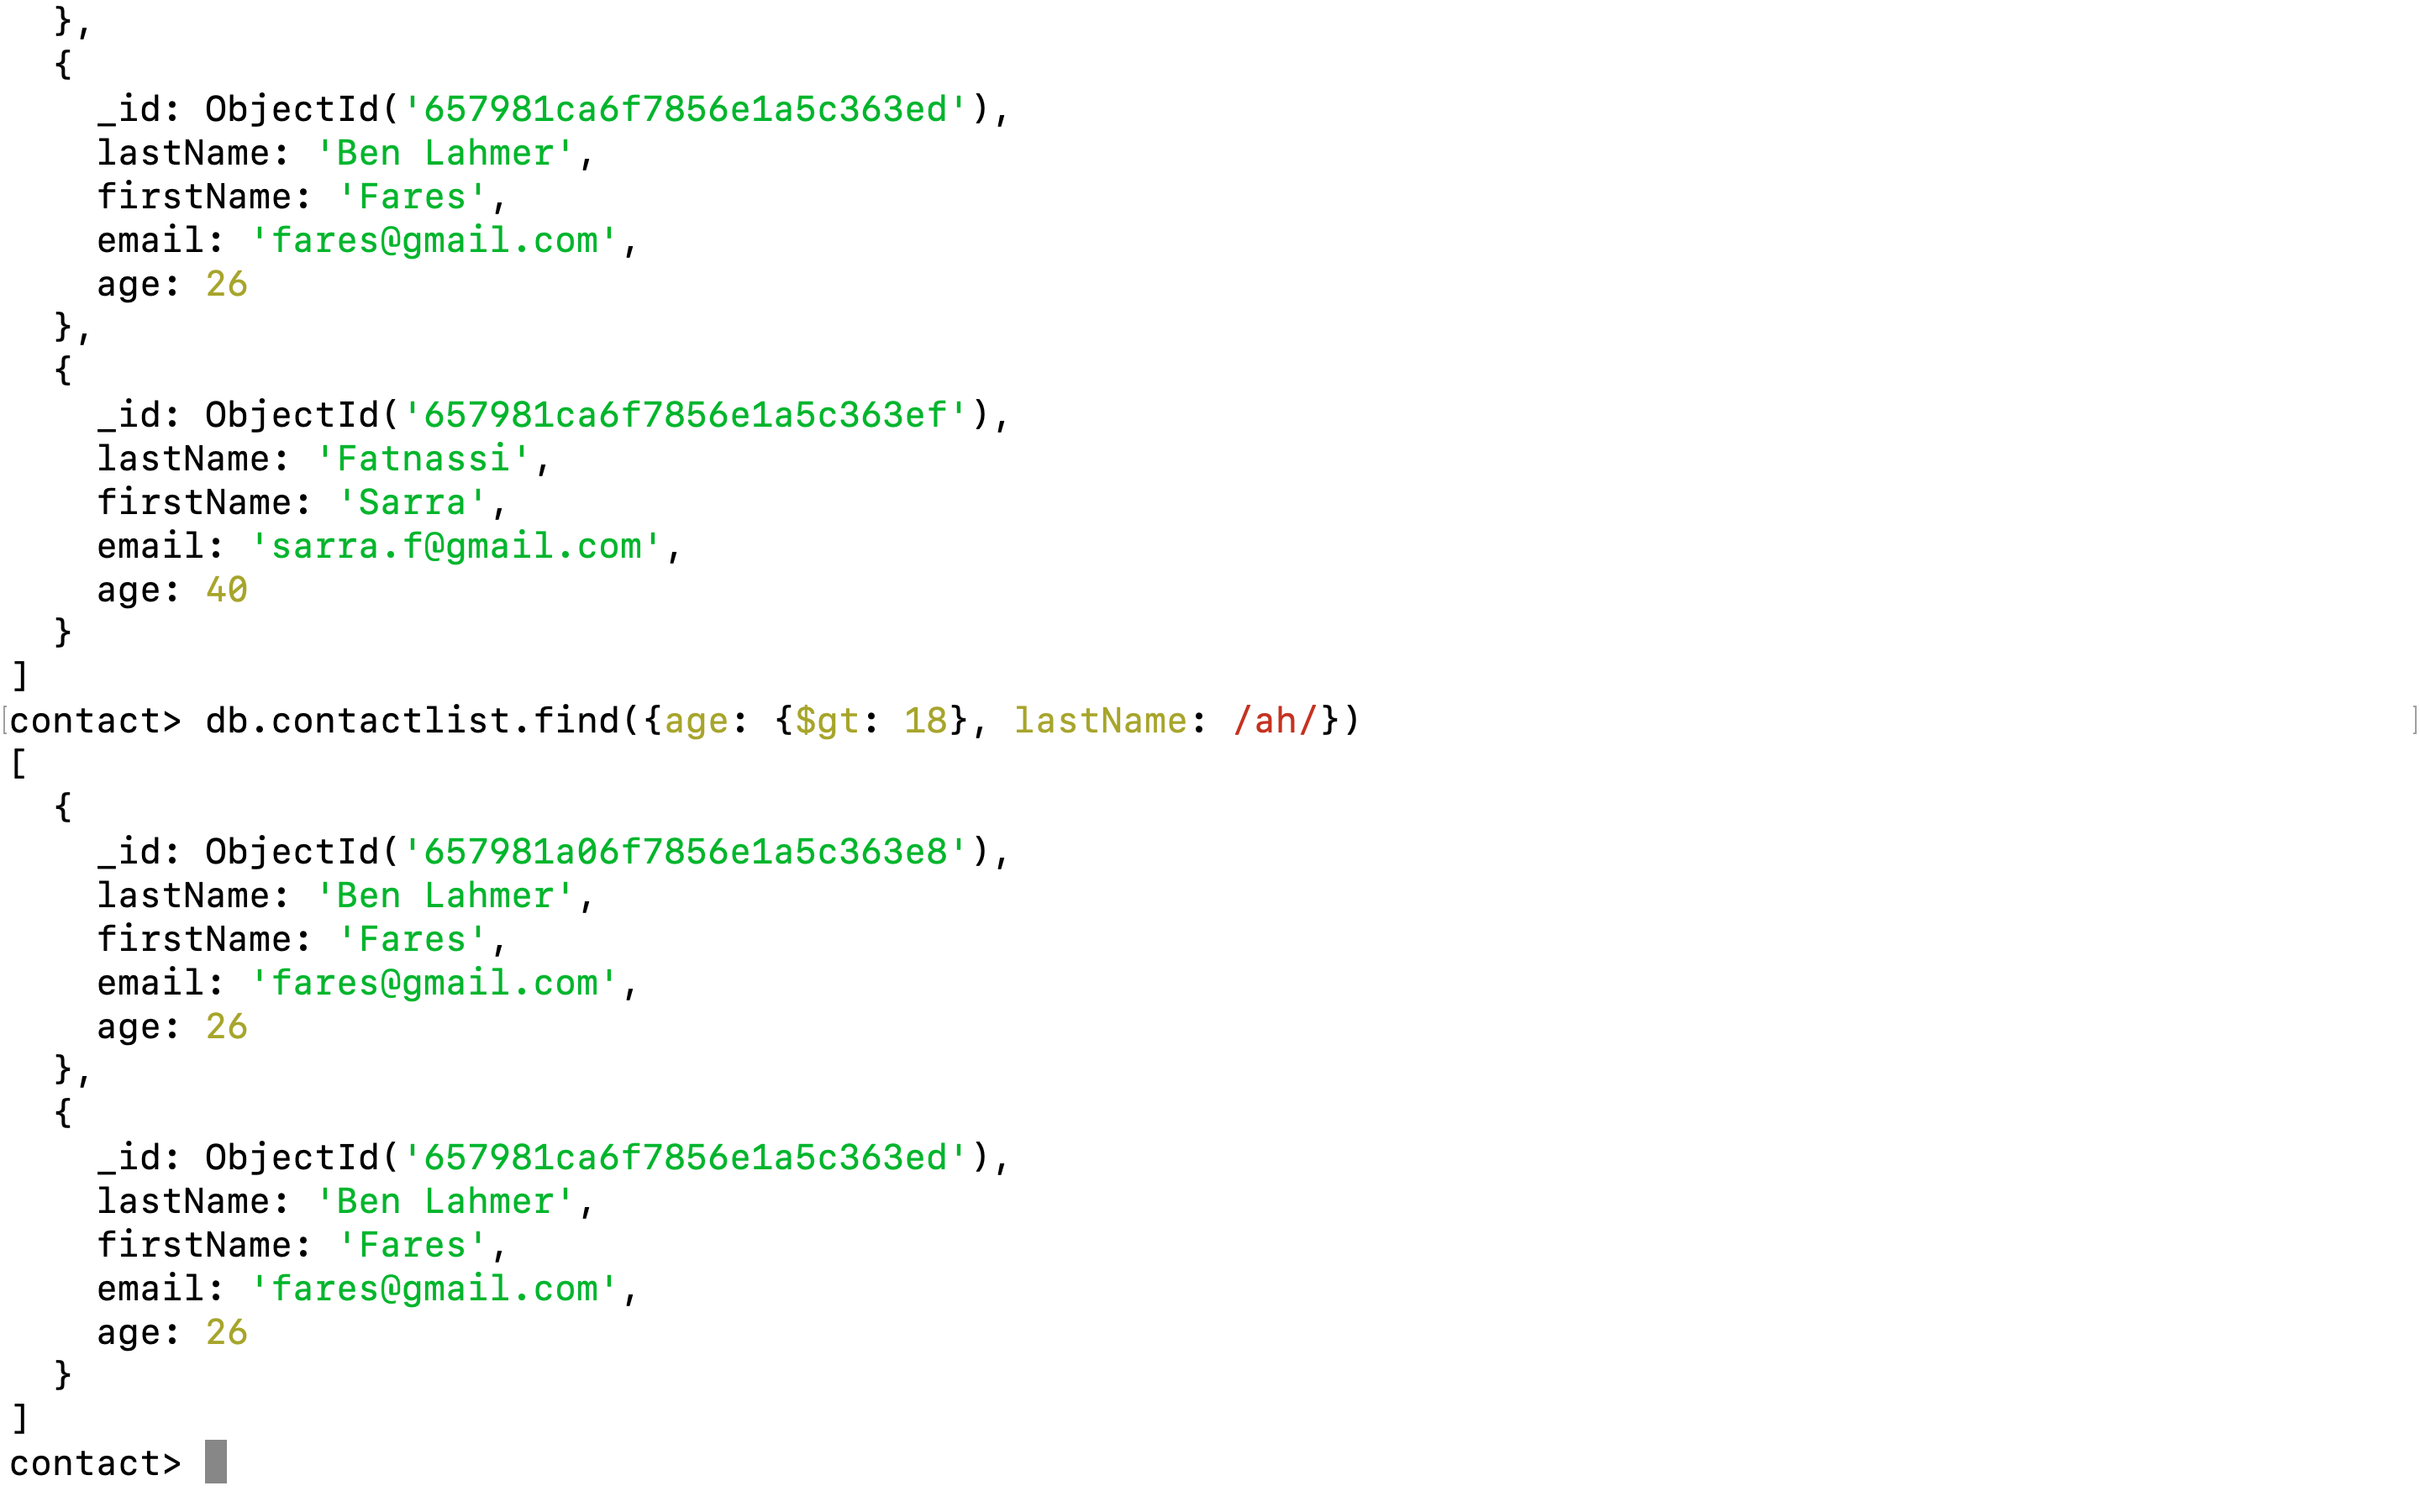 },
  {
    _id: ObjectId('657981ca6f7856e1a5c363ed'),
    lastName: 'Ben Lahmer',
    firstName: 'Fares',
    email: 'fares@gmail.com',
    age: 26
  },
  {
    _id: ObjectId('657981ca6f7856e1a5c363ef'),
    lastName: 'Fatnassi',
    firstName: 'Sarra',
    email: 'sarra.f@gmail.com',
    age: 40
  }
]
contact> db.contactlist.find({age: {$gt: 18}, lastName: /ah/})
[
  {
    _id: ObjectId('657981a06f7856e1a5c363e8'),
    lastName: 'Ben Lahmer',
    firstName: 'Fares',
    email: 'fares@gmail.com',
    age: 26
  },
  {
    _id: ObjectId('657981ca6f7856e1a5c363ed'),
    lastName: 'Ben Lahmer',
    firstName: 'Fares',
    email: 'fares@gmail.com',
    age: 26
  }
]
contact>